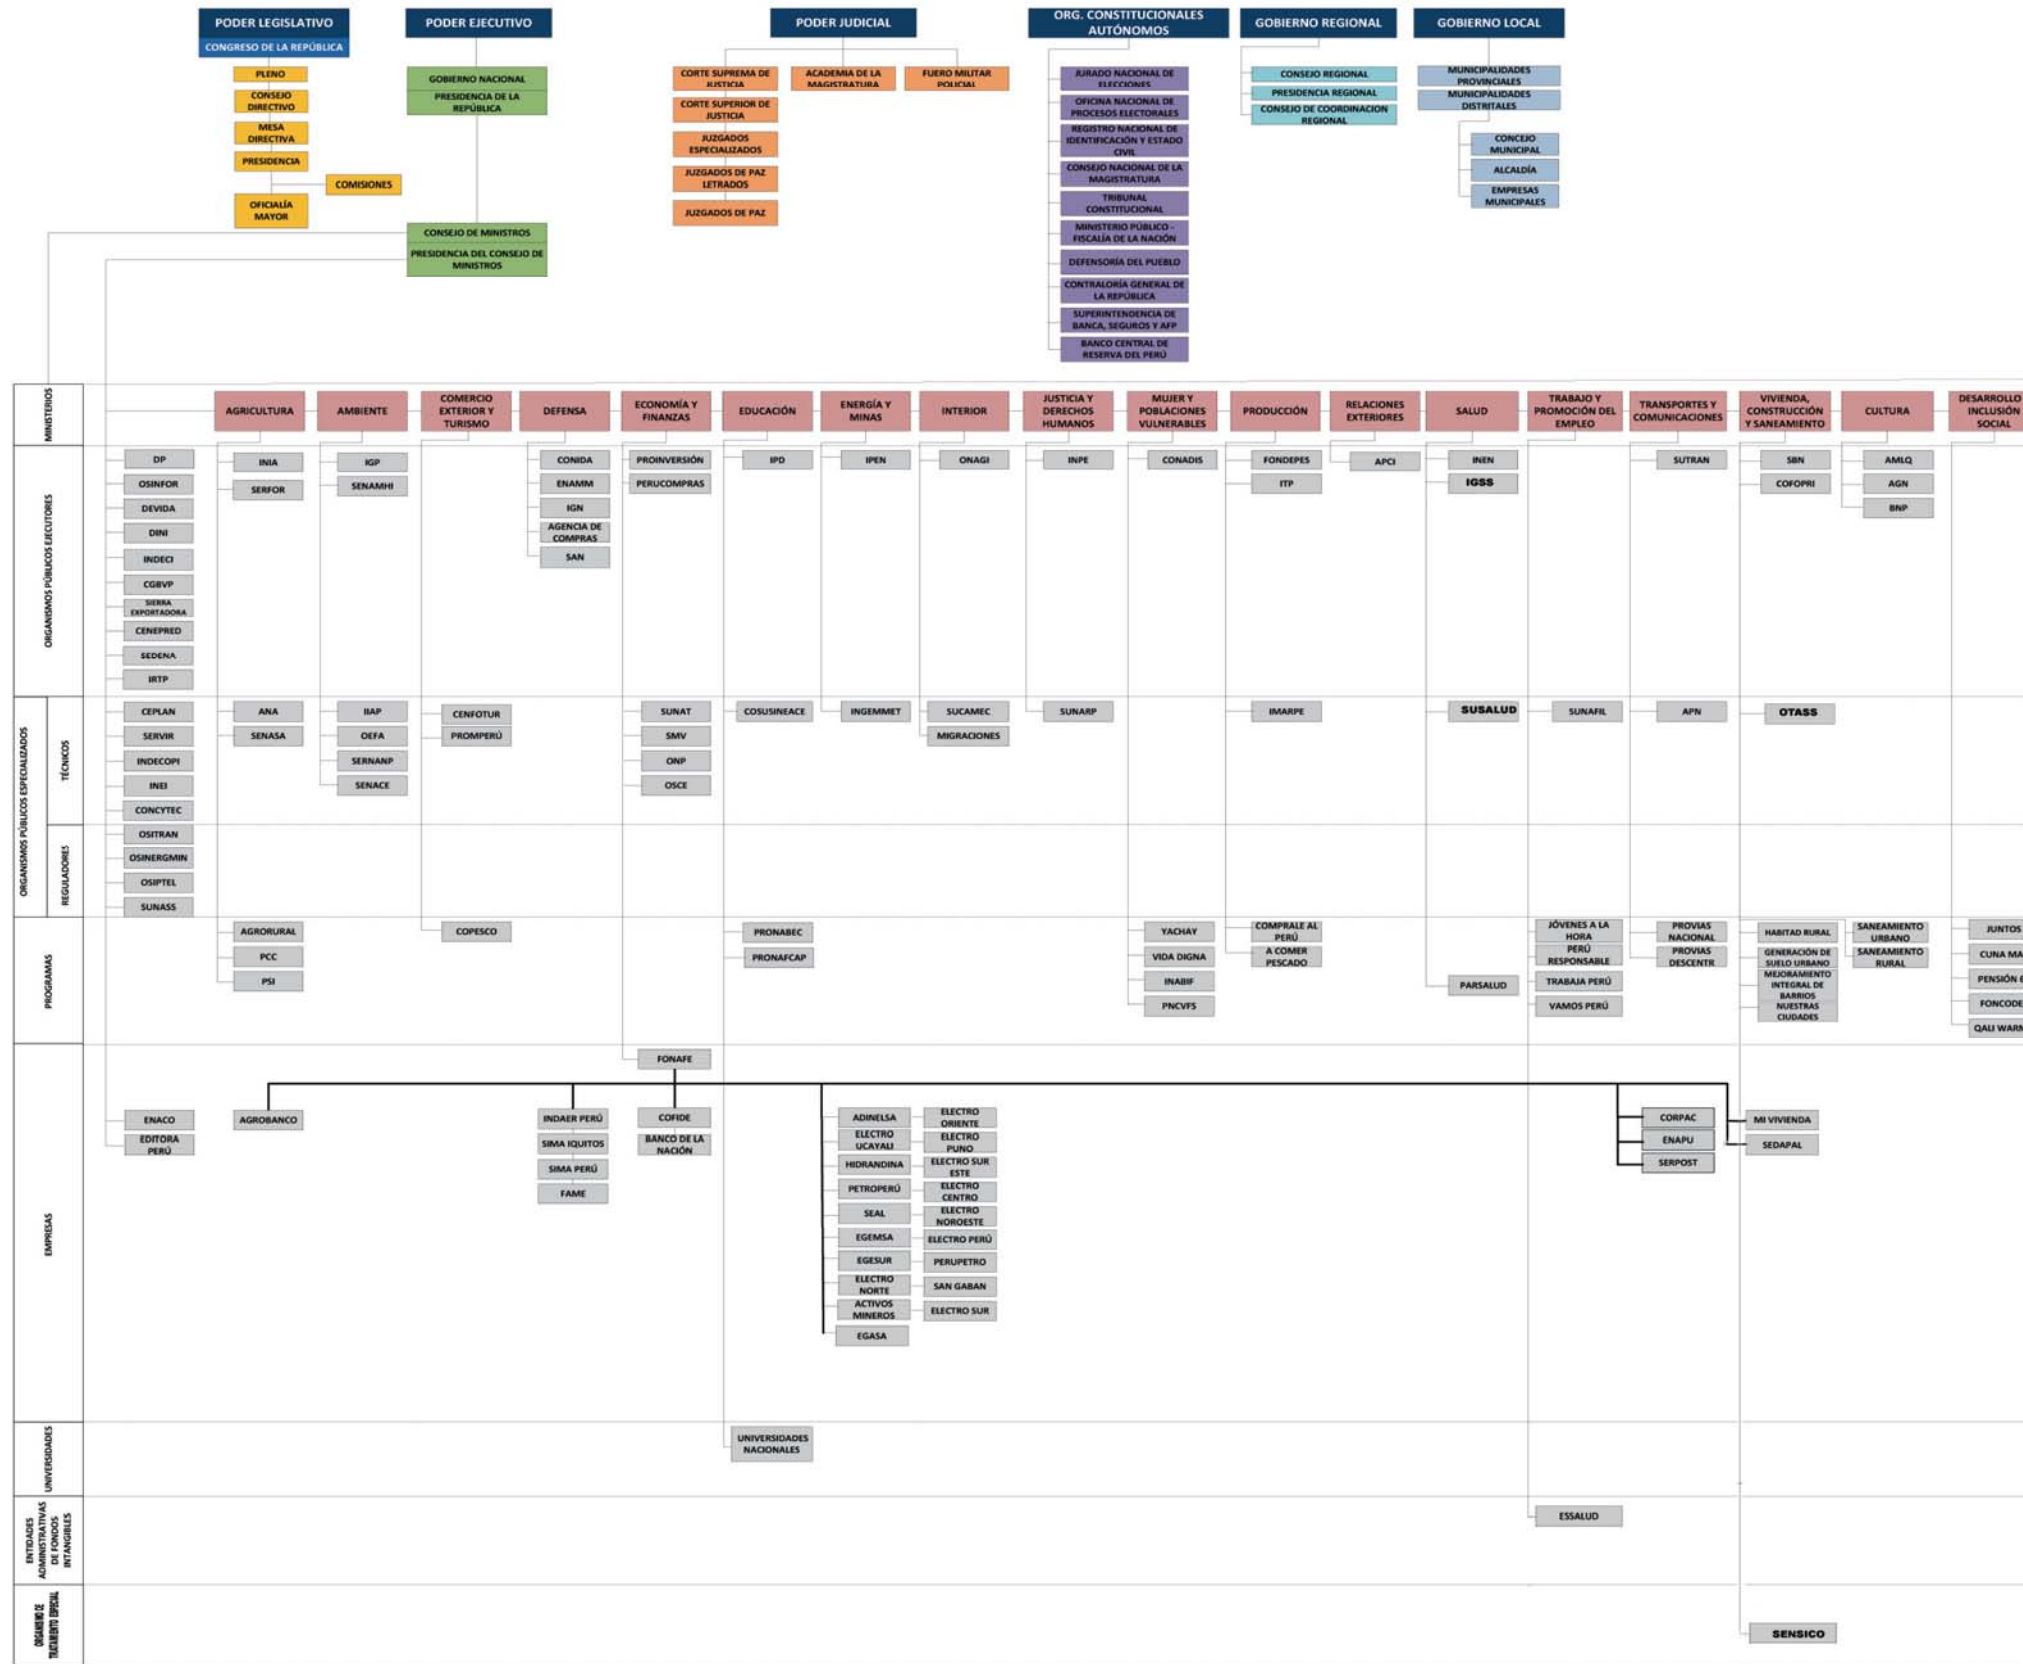 PODER LEGISLATIVO
CONGRESO DE LA REPÚBLICA
PLENO
CONSEJO
DIRECTIVO
MESA
DIRECTIVA
PRESIDENCIA
COMISIONES
OFICIALÍA
MAYOR
PODER EJECUTIVO
GOBIERNO NACIONAL
PRESIDENCIA DE LA
REPÚBLICA
CONSEJO DE MINISTROS
PRESIDENCIA DEL CONSEJO DE
MINISTROS
PODER JUDICIAL
CORTE SUPREMA DE
JUSTICIA
CORTE SUPERIOR DE
JUSTICIA
JUZGADOS
ESPECIALIZADOS
JUZGADOS DE PAZ
LETRADOS
JUZGADOS DE PAZ
ACADEMIA DE LA
MAGISTRATURA
FUERO MILITAR
POLICIAL
ORG. CONSTITUCIONALES
AUTÓNOMOS
JURADO NACIONAL DE
ELECCIONES
OFICINA NACIONAL DE
PROCESOS ELECTORALES
REGISTRO NACIONAL DE
IDENTIFICACIÓN Y ESTADO
CIVIL
CONSEJO NACIONAL DE LA
MAGISTRATURA
TRIBUNAL
CONSTITUCIONAL
MINISTERIO PÚBLICO -
FISCALÍA DE LA NACIÓN
DEFENSORÍA DEL PUEBLO
CONTRALORÍA GENERAL DE
LA REPÚBLICA
SUPERINTENDENCIA DE
BANCA, SEGUROS Y AFP
BANCO CENTRAL DE
RESERVA DEL PERÚ
GOBIERNO REGIONAL
CONSEJO REGIONAL
PRESIDENCIA REGIONAL
CONSEJO DE COORDINACION
REGIONAL
GOBIERNO LOCAL
MUNICIPALIDADES
PROVINCIALES
MUNICIPALIDADES
DISTRITALES
CONCEJO
MUNICIPAL
ALCALDÍA
EMPRESAS
MUNICIPALES
MINISTERIOS
AGRICULTURA
AMBIENTE
COMERCIO
EXTERIOR Y
TURISMO
DEFENSA
ECONOMÍA Y
FINANZAS
EDUCACIÓN
ENERGÍA Y
MINAS
INTERIOR
JUSTICIA Y
DERECHOS
HUMANOS
MUJER Y
POBLACIONES
VULNERABLES
PRODUCCIÓN
RELACIONES
EXTERIORES
SALUD
TRABAJO Y
PROMOCIÓN DEL
EMPLEO
TRANSPORTES Y
COMUNICACIONES
VIVIENDA,
CONSTRUCCIÓN
Y SANEAMIENTO
CULTURA
DESARROLLO
INCLUSIÓN
SOCIAL
ORGANISMOS PÚBLICOS EJECUTORES
DP
OSINFOR
DEVIDA
DINI
INDECI
CGBVP
SIERRA
EXPORTADORA
CENEPRED
SEDENA
IRTP
INIA
SERFOR
IGP
SENAMHI
CONIDA
ENAMM
IGN
AGENCIA DE
COMPRAS
SAN
PROINVERSIÓN
PERUCOMPRAS
IPD
IPEN
ONAGI
INPE
CONADIS
FONDEPES
ITP
APCI
INEN
IGSS
SUTRAN
SBN
COFOPRI
AMLQ
AGN
BNP
ORGANISMOS PÚBLICOS ESPECIALIZADOS
TÉCNICOS
CEPLAN
SERVIR
INDECOPI
INEI
CONCYTEC
ANA
SENASA
IIAP
OEFA
SERNANP
SENACE
CENFOTUR
PROMPERÚ
SUNAT
SMV
ONP
OSCE
COSUSINEACE
INGEMMET
SUCAMEC
MIGRACIONES
SUNARP
IMARPE
SUSALUD
SUNAFIL
APN
OTASS
REGULADORES
OSITRAN
OSINERGMIN
OSIPTEL
SUNASS
PROGRAMAS
AGRORURAL
PCC
PSI
COPESCO
PRONABEC
PRONAFCAP
YACHAY
VIDA DIGNA
INABIF
PNCVFS
COMPRALE AL
PERÚ
A COMER
PESCADO
PARSALUD
JÓVENES A LA
HORA
PERÚ
RESPONSABLE
TRABAJA PERÚ
VAMOS PERÚ
PROVIAS
NACIONAL
PROVIAS
DESCENTR
HABITAD RURAL
GENERACIÓN DE
SUELO URBANO
MEJORAMIENTO
INTEGRAL DE
BARRIOS
NUESTRAS
CIUDADES
SANEAMIENTO
URBANO
SANEAMIENTO
RURAL
JUNTOS
CUNA MA
PENSIÓN
FONCODE
QALI WARM
EMPRESAS
FONAFE
ENACO
EDITORA
PERÚ
AGROBANCO
INDAER PERÚ
SIMA IQUITOS
SIMA PERÚ
FAME
COFIDE
BANCO DE LA
NACIÓN
ADINELSA
ELECTRO
UCAYALI
HIDRANDINA
PETROPERÚ
SEAL
EGEMSA
EGESUR
ELECTRO
NORTE
ACTIVOS
MINEROS
EGASA
ELECTRO
ORIENTE
ELECTRO
PUNO
ELECTRO SUR
ESTE
ELECTRO
CENTRO
ELECTRO
NOROESTE
ELECTRO PERÚ
PERUPETRO
SAN GABAN
ELECTRO SUR
CORPAC
ENAPU
SERPOST
MI VIVIENDA
SEDAPAL
UNIVERSIDADES
UNIVERSIDADES
NACIONALES
ENTIDADES
ADMINISTRATIVAS
DE FONDOS
INTANGIBLES
ESSALUD
ORGANISMO DE
TRATAMIENTO ESPECIAL
SENSICO